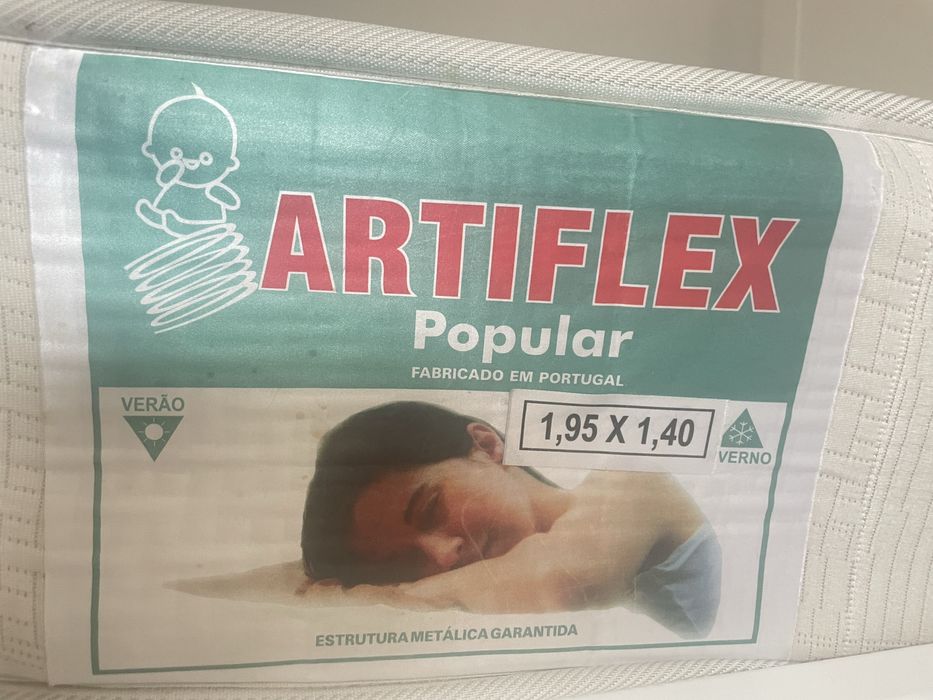 ARTIFLEX
Popular
FABRICADO EM PORTUGAL
VERÃO
1,95 X 1,40
VERNO
ESTRUTURA METÁLICA GARANTIDA